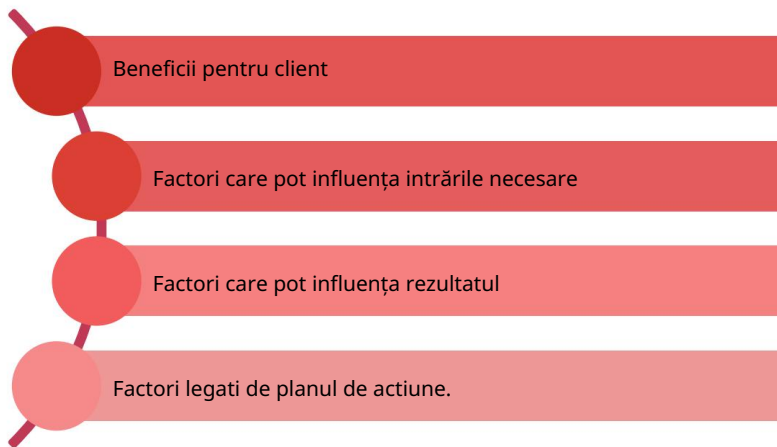 Beneficii pentru client
Factori care pot influența intrările necesare
Factori care pot influența rezultatul
Factori legati de planul de actiune.